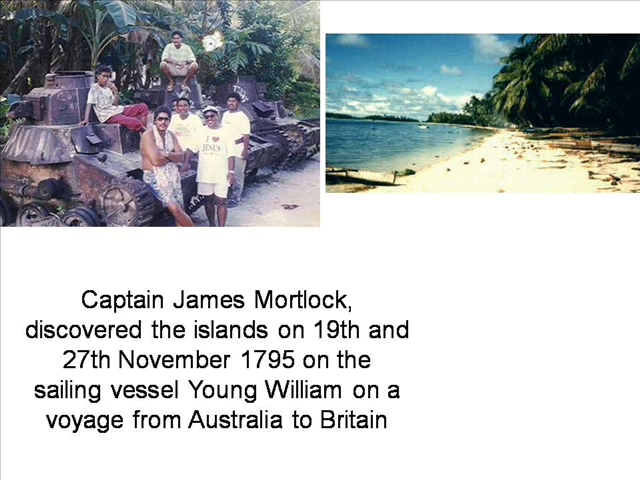 I ♥ JESUS
Captain James Mortlock,
discovered the islands on 19th and
27th November 1795 on the
sailing vessel Young William on a
voyage from Australia to Britain